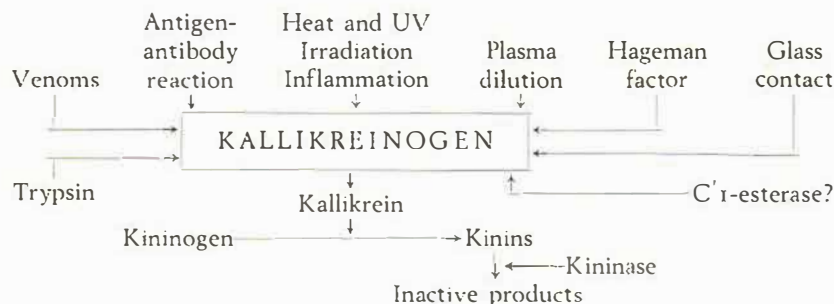 Antigen-
antibody
reaction
Heat and UV
Irradiation
Inflammation
Plasma
dilution
Hageman
factor
Glass
contact
Venoms
KALLIKREINOGEN
Trypsin
C'1-esterase?
Kallikrein
Kininogen
Kinins
Kininase
Inactive products